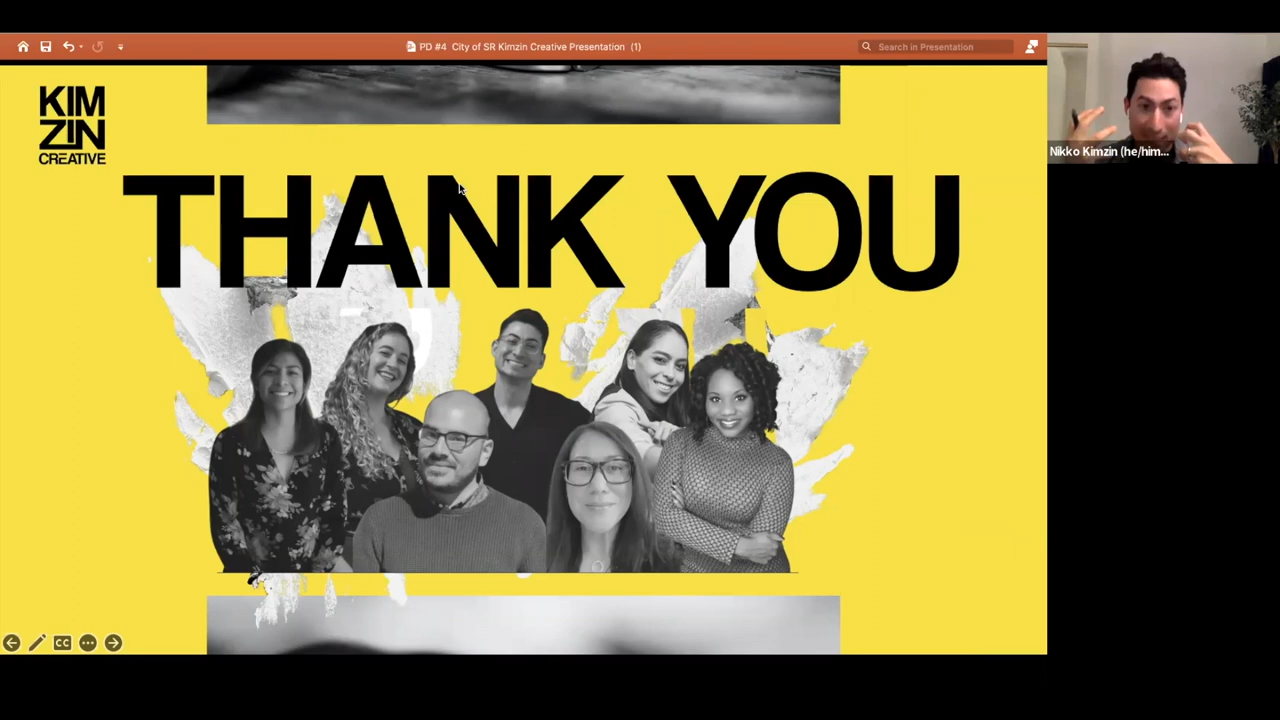 PD #4 City of SR Kimzin Creative Presentation (1)
Search in Presentation
KIM
ZIN
CREATIVE
THANK YOU
Nikko Kimzin (he/him...
CC